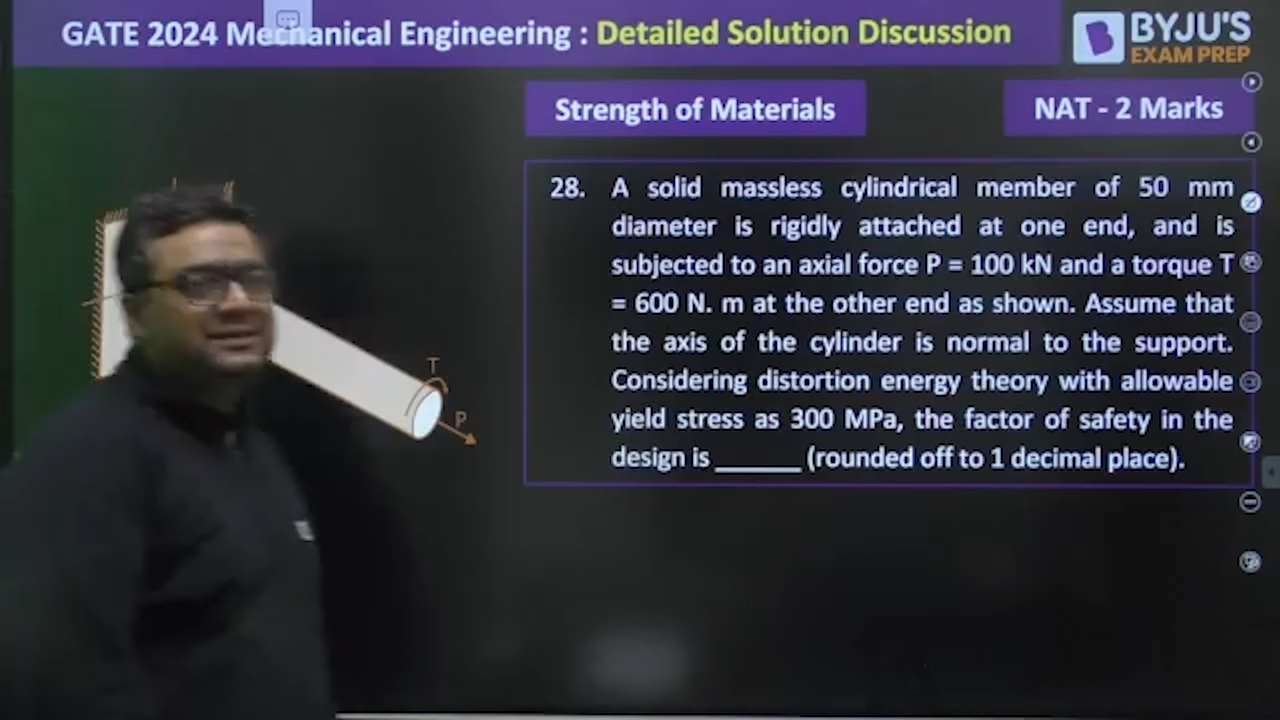 GATE 2024 Mechanical Engineering : Detailed Solution Discussion
BYJU'S
EXAM PREP
Strength of Materials
NAT - 2 Marks
28. A solid massless cylindrical member of 50 mm
diameter is rigidly attached at one end, and is
subjected to an axial force P = 100 kN and a torque T
= 600 N. m at the other end as shown. Assume that
the axis of the cylinder is normal to the support.
Considering distortion energy theory with allowable
yield stress as 300 MPa, the factor of safety in the
design is ______ (rounded off to 1 decimal place).
T
P